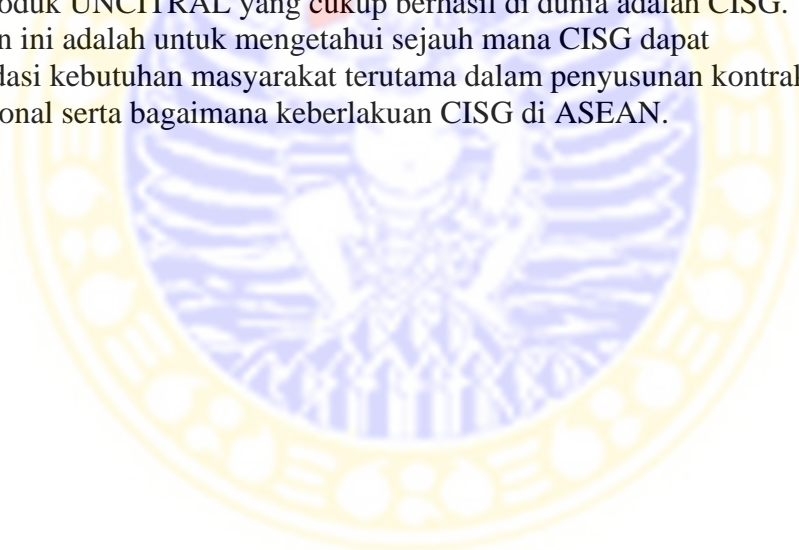 oduk UNCITRAL yang cukup berhasil di dunia adalah CISG.
n ini adalah untuk mengetahui sejauh mana CISG dapat
dasi kebutuhan masyarakat terutama dalam penyusunan kontrak
onal serta bagaimana keberlakuan CISG di ASEAN.